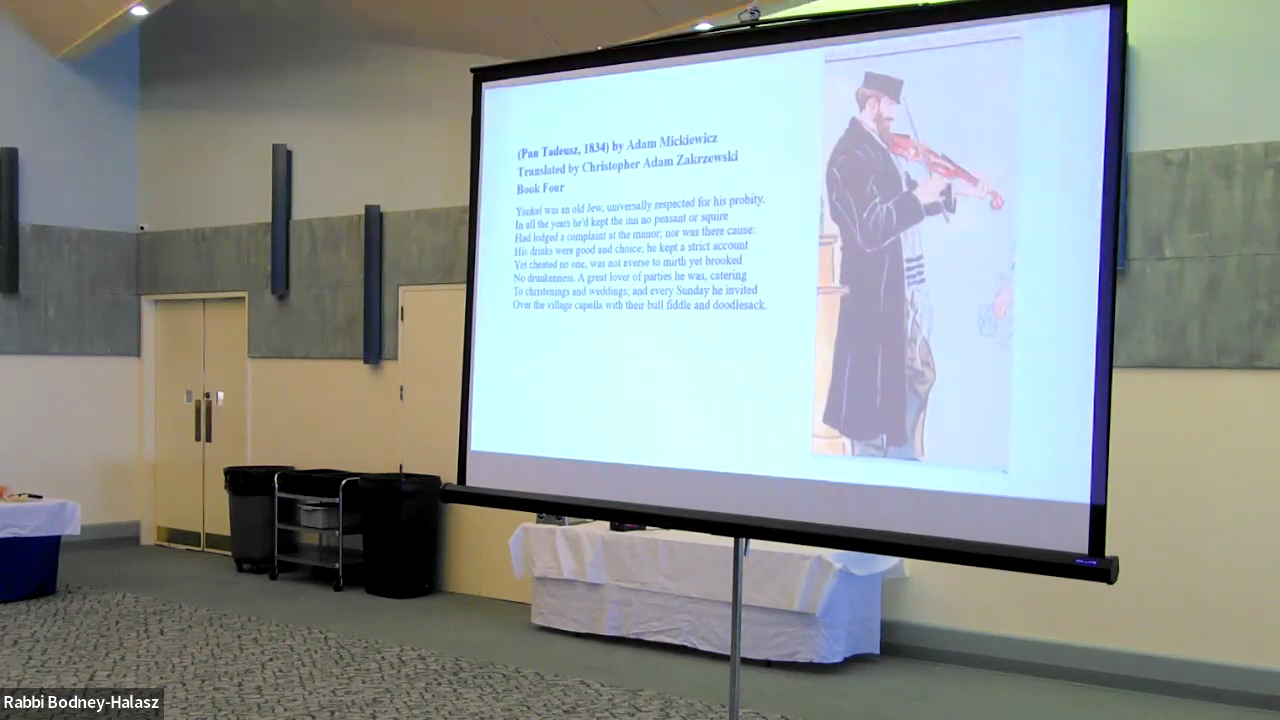 (Pan Tadeusz, 1834) by Adam Mickiewicz
Translated by Christopher Adam Zakrzewski
Book Four
Yankel was an old Jew, universally respected for his probity.
In all the years he'd kept the inn no peasant or squire
Had lodged a complaint at the manor; nor was there cause:
His drinks were good and choice; he kept a strict account
Yet cheated no one, was not averse to mirth yet brooked
No drunkenness. A great lover of parties he was, catering
To christenings and weddings; and every Sunday he invited
Over the village capella with their bull fiddle and doodlesack.
Rabbi Bodney-Halasz